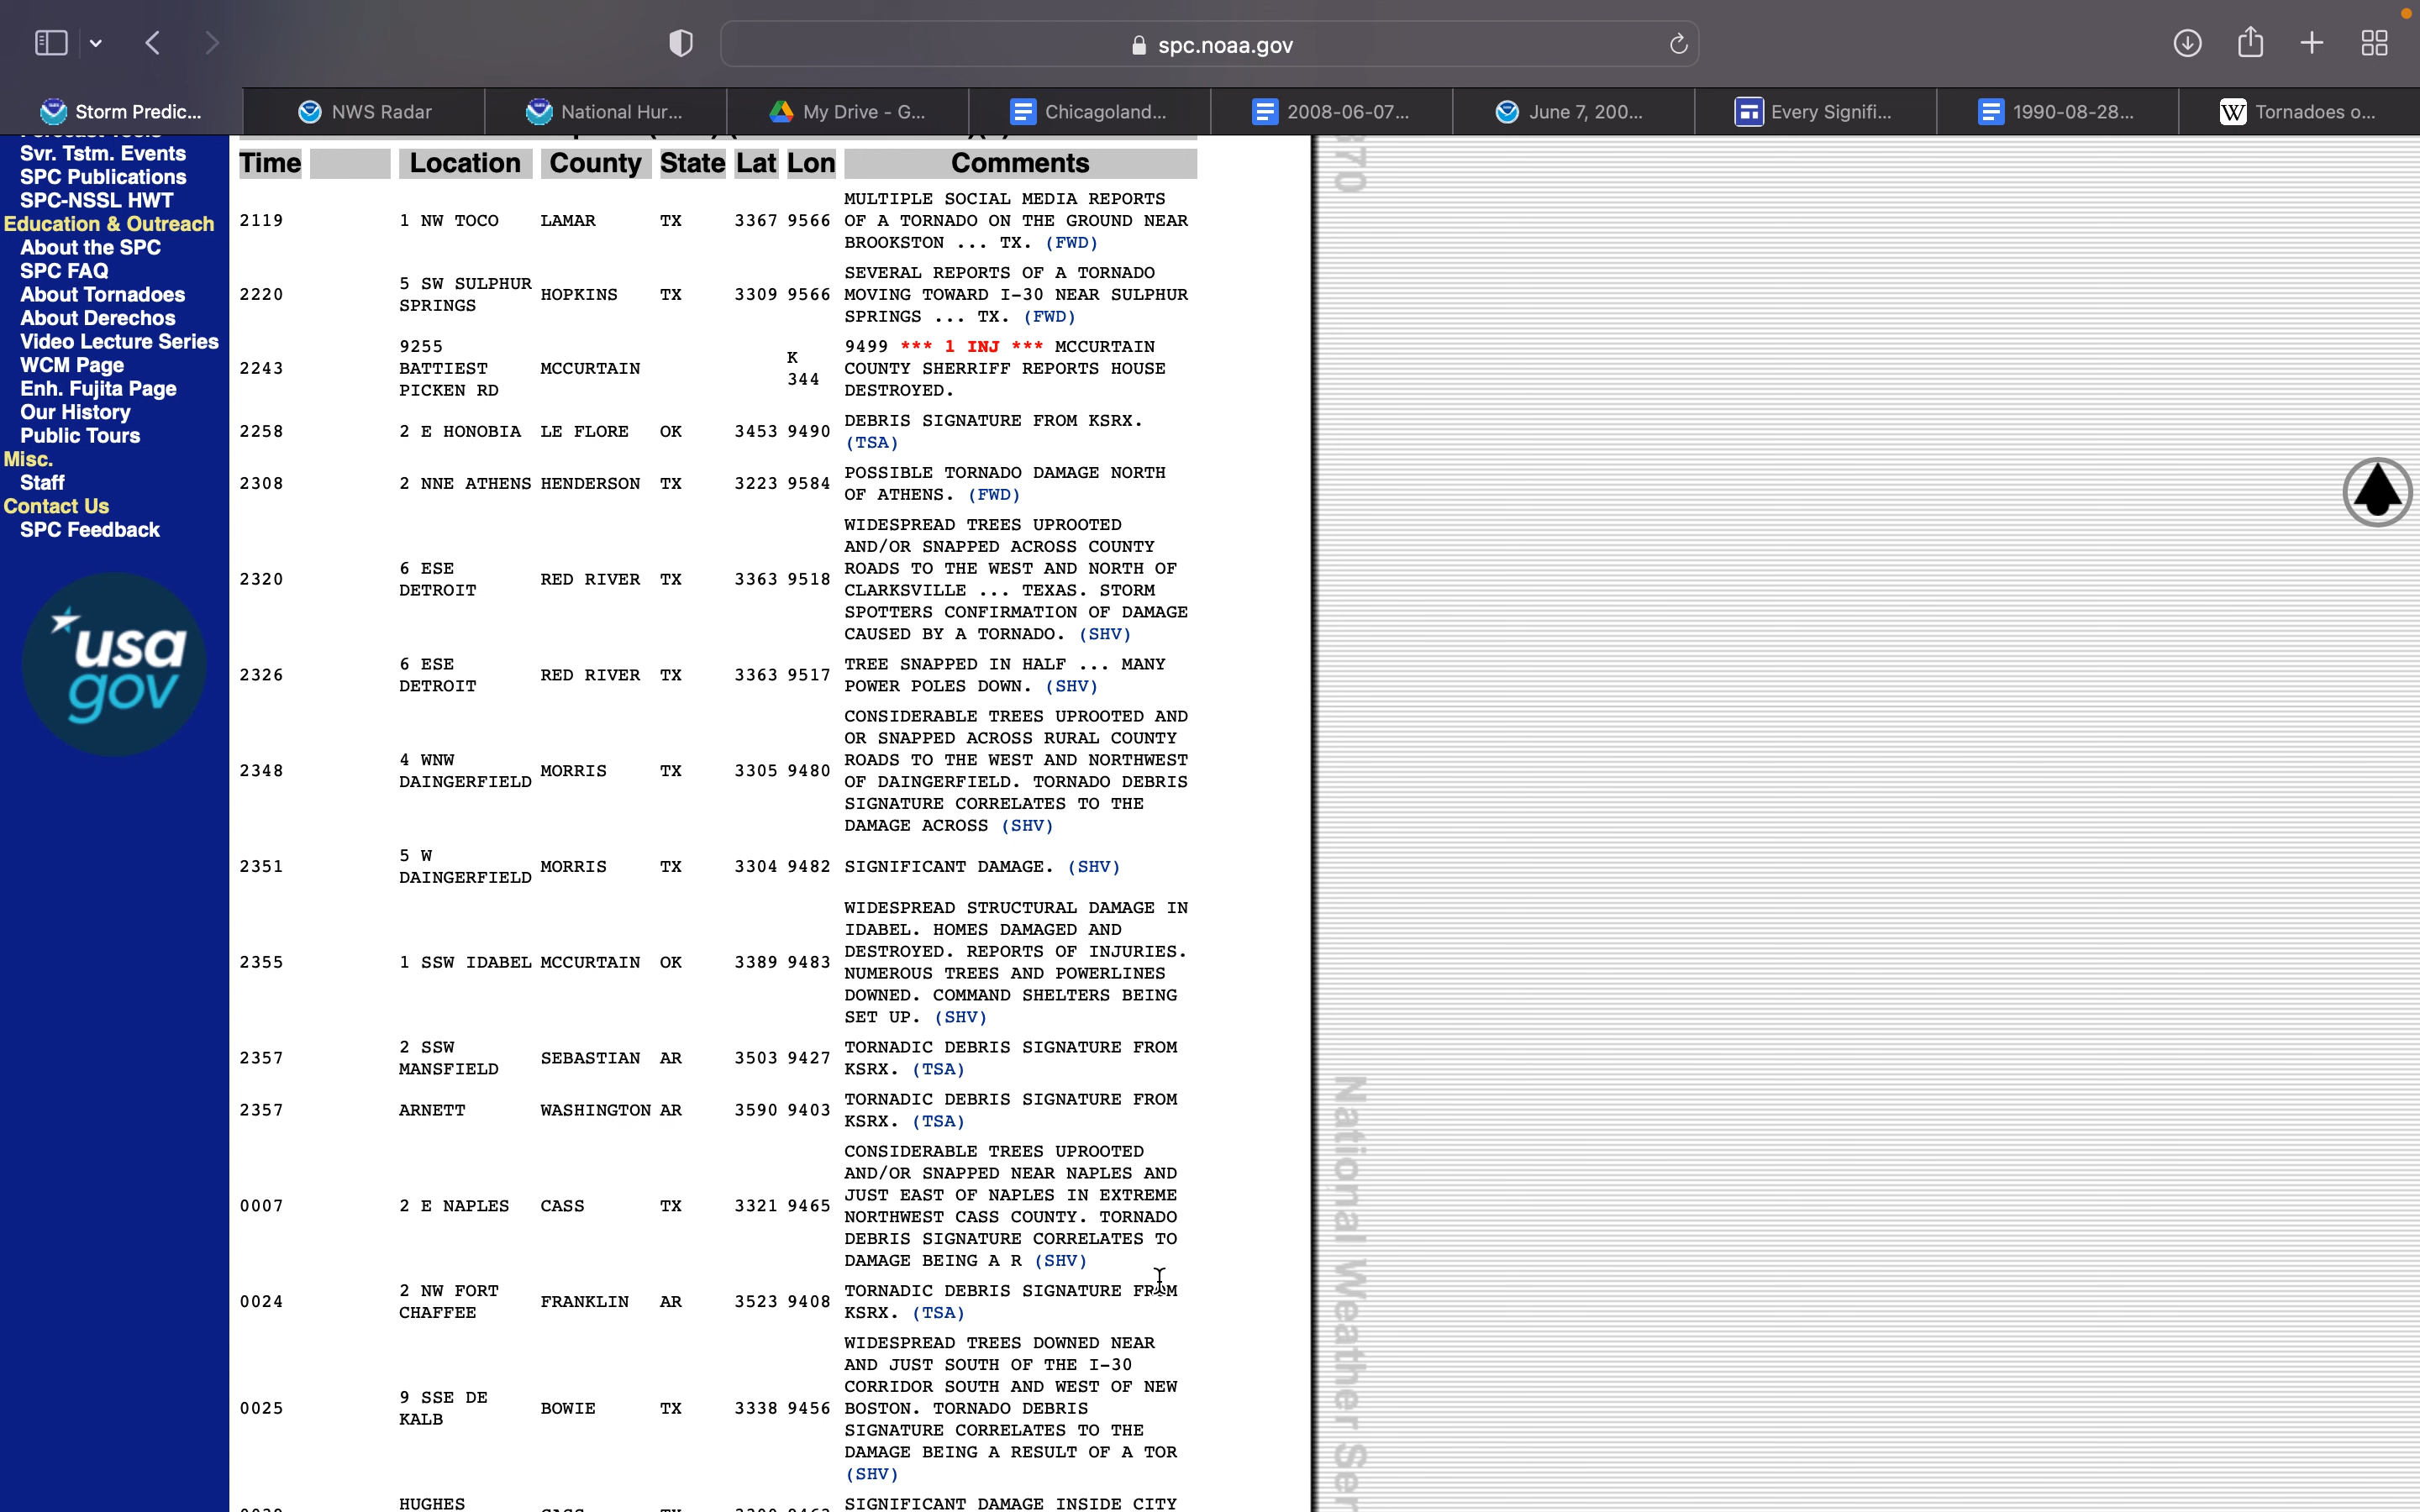 spc.noaa.gov
Storm Predic...
NWS Radar
National Hur...
My Drive - G...
Chicagoland...
2008-06-07...
June 7, 200...
Every Signifi...
1990-08-28...
W Tornadoes o...
Forecast Tools
Svr. Tstm. Events
SPC Publications
SPC-NSSL HWT
Education & Outreach
About the SPC
SPC FAQ
About Tornadoes
About Derechos
Video Lecture Series
WCM Page
Enh. Fujita Page
Our History
Public Tours
Misc.
Staff
Contact Us
SPC Feedback
usa
gov
Time Location County State Lat Lon Comments
2119 1 NW TOCO LAMAR TX 3367 9566 MULTIPLE SOCIAL MEDIA REPORTS
OF A TORNADO ON THE GROUND NEAR
BROOKSTON ... TX. (FWD)
2220 5 SW SULPHUR
SPRINGS HOPKINS TX 3309 9566 SEVERAL REPORTS OF A TORNADO
MOVING TOWARD I-30 NEAR SULPHUR
SPRINGS ... TX. (FWD)
2243 9255
BATTIEST
PICKEN RD MCCURTAIN K
344 9499 *** 1 INJ *** MCCURTAIN
COUNTY SHERRIFF REPORTS HOUSE
DESTROYED.
2258 2 E HONOBIA LE FLORE OK 3453 9490 DEBRIS SIGNATURE FROM KSRX.
(TSA)
2308 2 NNE ATHENS HENDERSON TX 3223 9584 POSSIBLE TORNADO DAMAGE NORTH
OF ATHENS. (FWD)
2320 6 ESE
DETROIT RED RIVER TX 3363 9518 WIDESPREAD TREES UPROOTED
AND/OR SNAPPED ACROSS COUNTY
ROADS TO THE WEST AND NORTH OF
CLARKSVILLE ... TEXAS. STORM
SPOTTERS CONFIRMATION OF DAMAGE
CAUSED BY A TORNADO. (SHV)
2326 6 ESE
DETROIT RED RIVER TX 3363 9517 TREE SNAPPED IN HALF ... MANY
POWER POLES DOWN. (SHV)
2348 4 WNW
DAINGERFIELD MORRIS TX 3305 9480 CONSIDERABLE TREES UPROOTED AND
OR SNAPPED ACROSS RURAL COUNTY
ROADS TO THE WEST AND NORTHWEST
OF DAINGERFIELD. TORNADO DEBRIS
SIGNATURE CORRELATES TO THE
DAMAGE ACROSS (SHV)
2351 5 W
DAINGERFIELD MORRIS TX 3304 9482 SIGNIFICANT DAMAGE. (SHV)
2355 1 SSW IDABEL MCCURTAIN OK 3389 9483 WIDESPREAD STRUCTURAL DAMAGE IN
IDABEL. HOMES DAMAGED AND
DESTROYED. REPORTS OF INJURIES.
NUMEROUS TREES AND POWERLINES
DOWNED. COMMAND SHELTERS BEING
SET UP. (SHV)
2357 2 SSW
MANSFIELD SEBASTIAN AR 3503 9427 TORNADIC DEBRIS SIGNATURE FROM
KSRX. (TSA)
2357 ARNETT WASHINGTON AR 3590 9403 TORNADIC DEBRIS SIGNATURE FROM
KSRX. (TSA)
0007 2 E NAPLES CASS TX 3321 9465 CONSIDERABLE TREES UPROOTED
AND/OR SNAPPED NEAR NAPLES AND
JUST EAST OF NAPLES IN EXTREME
NORTHWEST CASS COUNTY. TORNADO
DEBRIS SIGNATURE CORRELATES TO
DAMAGE BEING A R (SHV)
0024 2 NW FORT
CHAFFEE FRANKLIN AR 3523 9408 TORNADIC DEBRIS SIGNATURE FROM
KSRX. (TSA)
0025 9 SSE DE
KALB BOWIE TX 3338 9456 WIDESPREAD TREES DOWNED NEAR
AND JUST SOUTH OF THE I-30
CORRIDOR SOUTH AND WEST OF NEW
BOSTON. TORNADO DEBRIS
SIGNATURE CORRELATES TO THE
DAMAGE BEING A RESULT OF A TOR
(SHV)
HUGHES
SIGNIFICANT DAMAGE INSIDE CITY
870
National Weather Ser